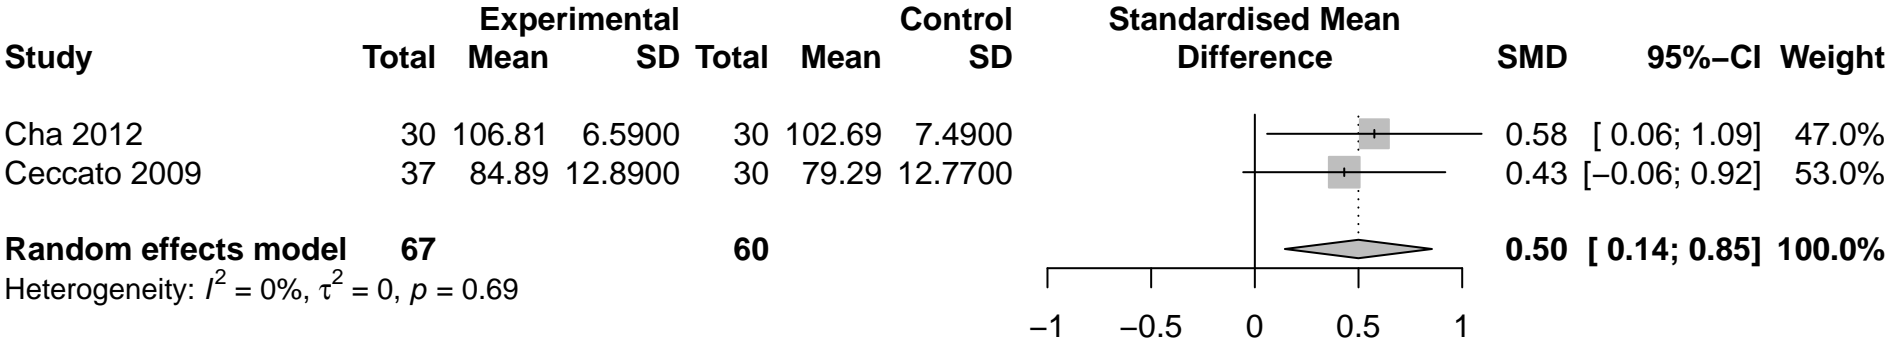 Experimental Control Standardised Mean
Study Total Mean SD Total Mean SD Difference SMD 95%−CI Weight
Cha 2012 30 106.81 6.5900 30 102.69 7.4900 0.58 [ 0.06; 1.09] 47.0%
Ceccato 2009 37 84.89 12.8900 30 79.29 12.7700 0.43 [−0.06; 0.92] 53.0%
Random effects model 67 60 0.50 [ 0.14; 0.85] 100.0%
Heterogeneity: I² = 0%, τ² = 0, p = 0.69
−1 −0.5 0 0.5 1